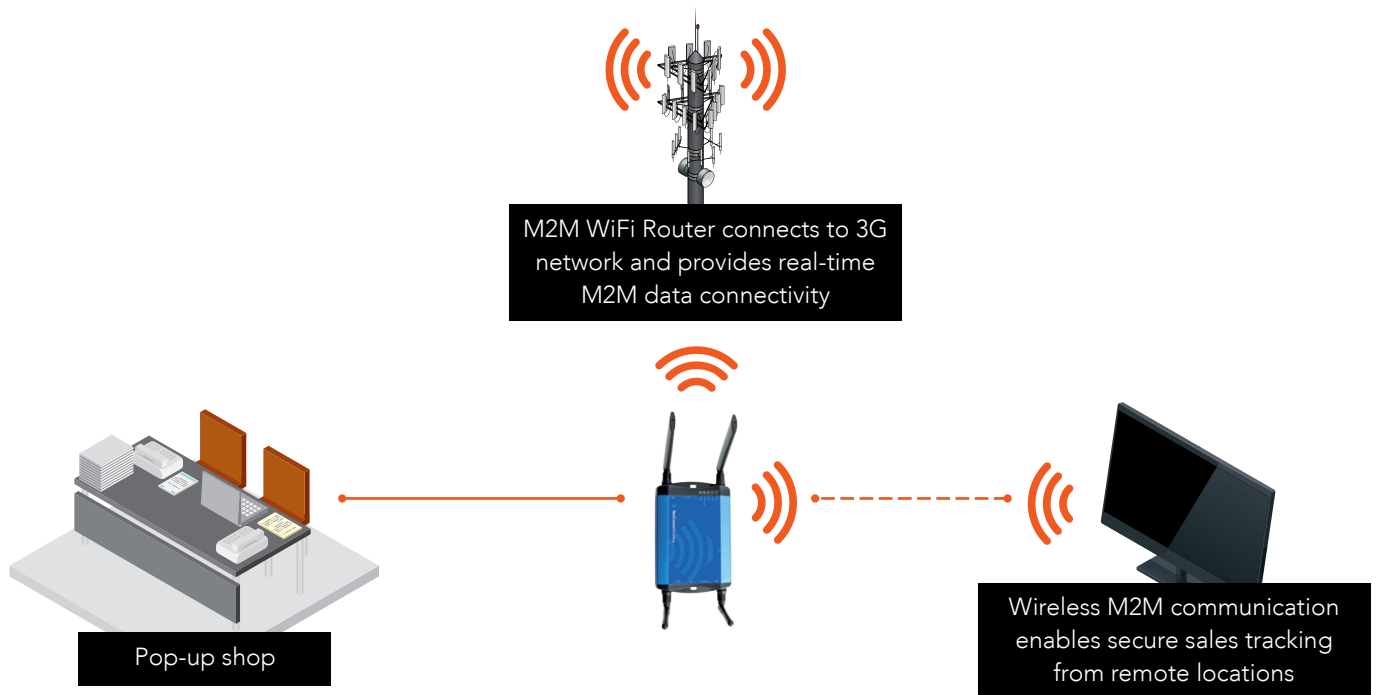 M2M WiFi Router connects to 3G
network and provides real-time
M2M data connectivity
Pop-up shop
Wireless M2M communication
enables secure sales tracking
from remote locations